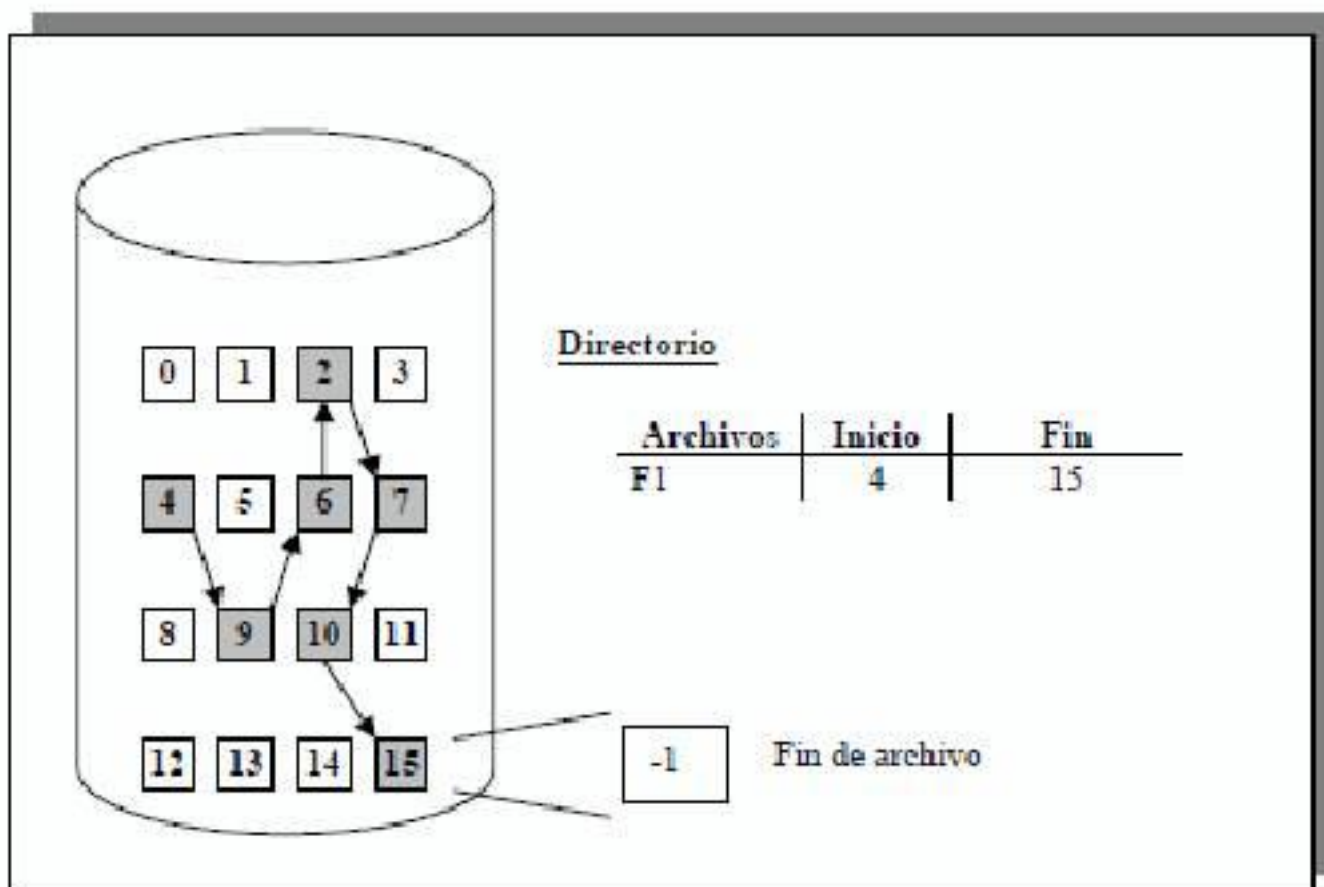 0 1 2 3
Directorio
Archivos Inicio Fin
F1 4 15
4 5 6 7
8 9 10 11
12 13 14 15
-1 Fin de archivo